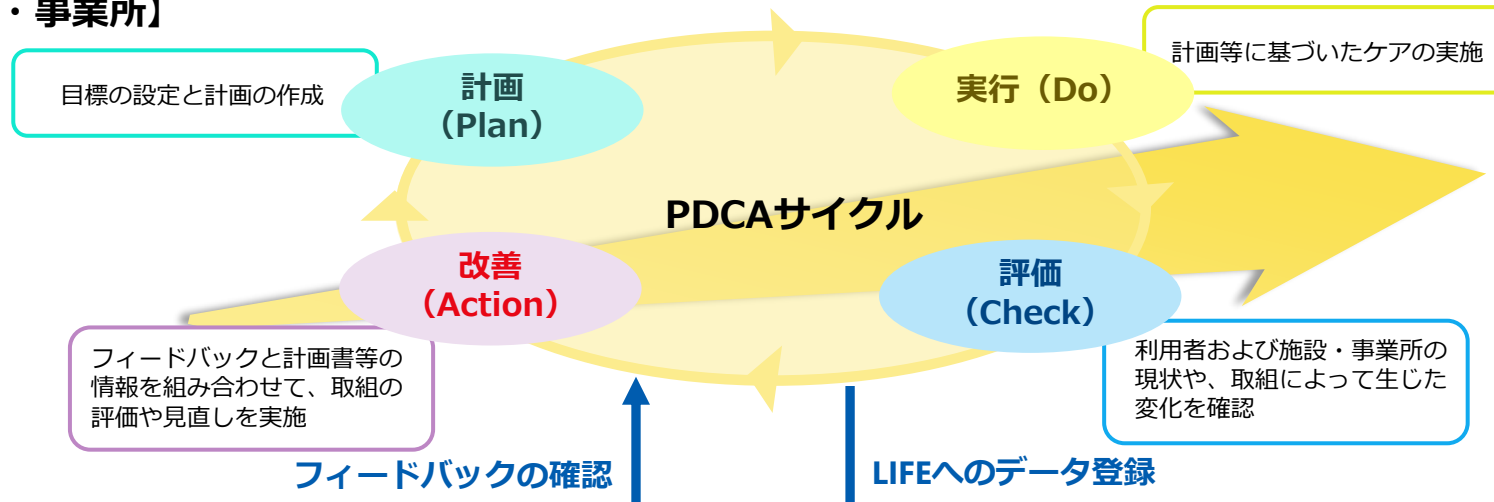 ・事業所】
目標の設定と計画の作成
計画
（Plan）
実行（Do）
計画等に基づいたケアの実施
PDCAサイクル
改善
（Action）
評価
（Check）
フィードバックと計画書等の
情報を組み合わせて、取組の
評価や見直しを実施
利用者および施設・事業所の
現状や、取組によって生じた
変化を確認
フィードバックの確認
LIFEへのデータ登録